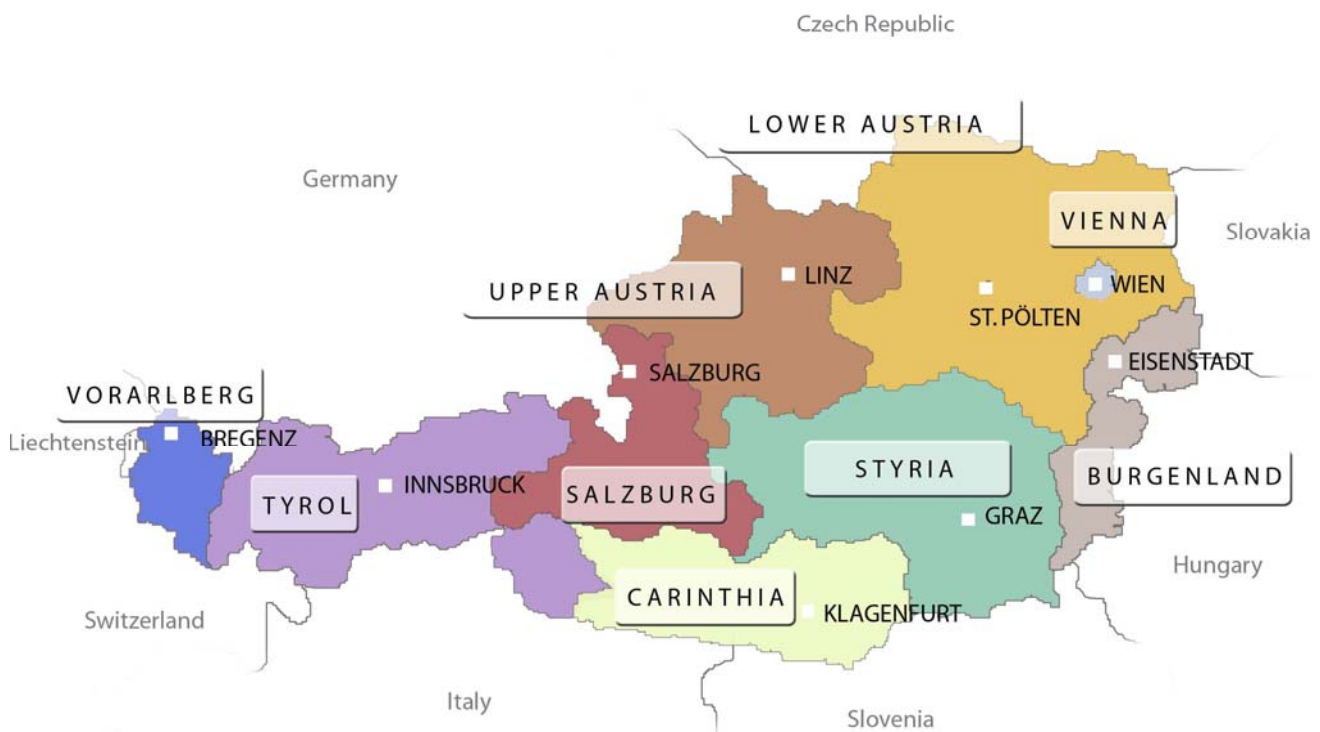 Czech Republic
LOWER AUSTRIA
Germany
VIENNA
Slovakia
LINZ
WIEN
UPPER AUSTRIA
ST. PÖLTEN
EISENSTADT
SALZBURG
VORARLBERG
Liechtenstein
BREGENZ
STYRIA
BURGENLAND
INNSBRUCK
SALZBURG
TYROL
GRAZ
Hungary
CARINTHIA
KLAGENFURT
Switzerland
Italy
Slovenia